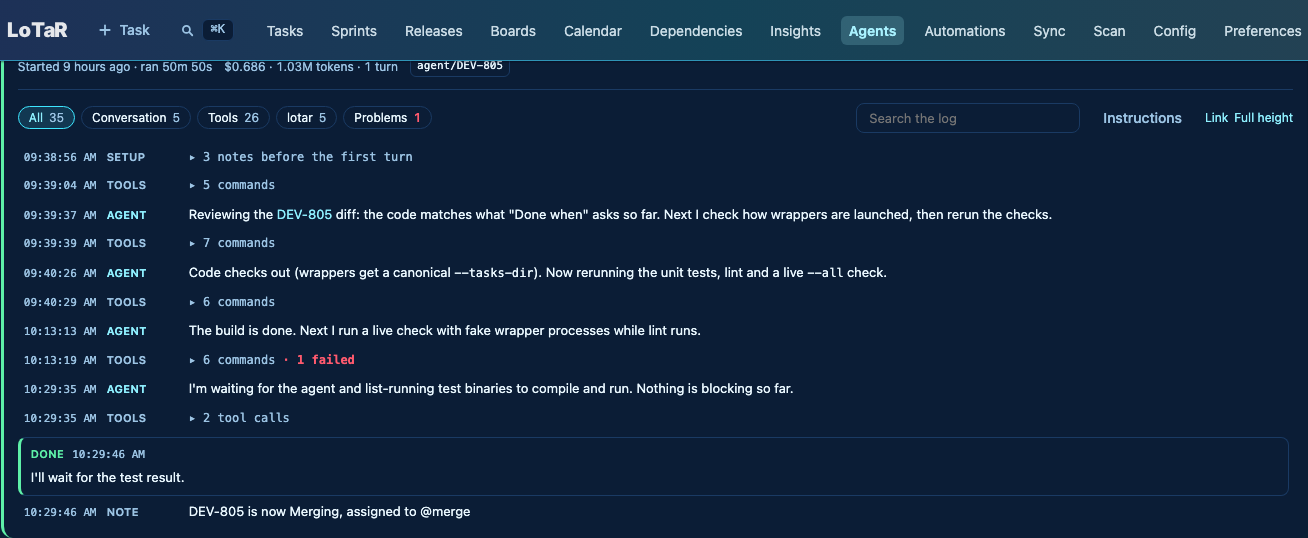 LoTaR + Task ⌘K Tasks Sprints Releases Boards Calendar Dependencies Insights Agents Automations Sync Scan Config Preferences
Started 9 hours ago · ran 50m 50s $0.686 · 1.03M tokens · 1 turn agent/DEV-805
All 35 Conversation 5 Tools 26 lotar 5 Problems 1 Search the log Instructions Link Full height
09:38:56 AM SETUP ▸ 3 notes before the first turn
09:39:04 AM TOOLS ▸ 5 commands
09:39:37 AM AGENT Reviewing the DEV-805 diff: the code matches what "Done when" asks so far. Next I check how wrappers are launched, then rerun the checks.
09:39:39 AM TOOLS ▸ 7 commands
09:40:26 AM AGENT Code checks out (wrappers get a canonical --tasks-dir). Now rerunning the unit tests, lint and a live --all check.
09:40:29 AM TOOLS ▸ 6 commands
10:13:13 AM AGENT The build is done. Next I run a live check with fake wrapper processes while lint runs.
10:13:19 AM TOOLS ▸ 6 commands · 1 failed
10:29:35 AM AGENT I'm waiting for the agent and list-running test binaries to compile and run. Nothing is blocking so far.
10:29:35 AM TOOLS ▸ 2 tool calls
DONE 10:29:46 AM
I'll wait for the test result.
10:29:46 AM NOTE DEV-805 is now Merging, assigned to @merge